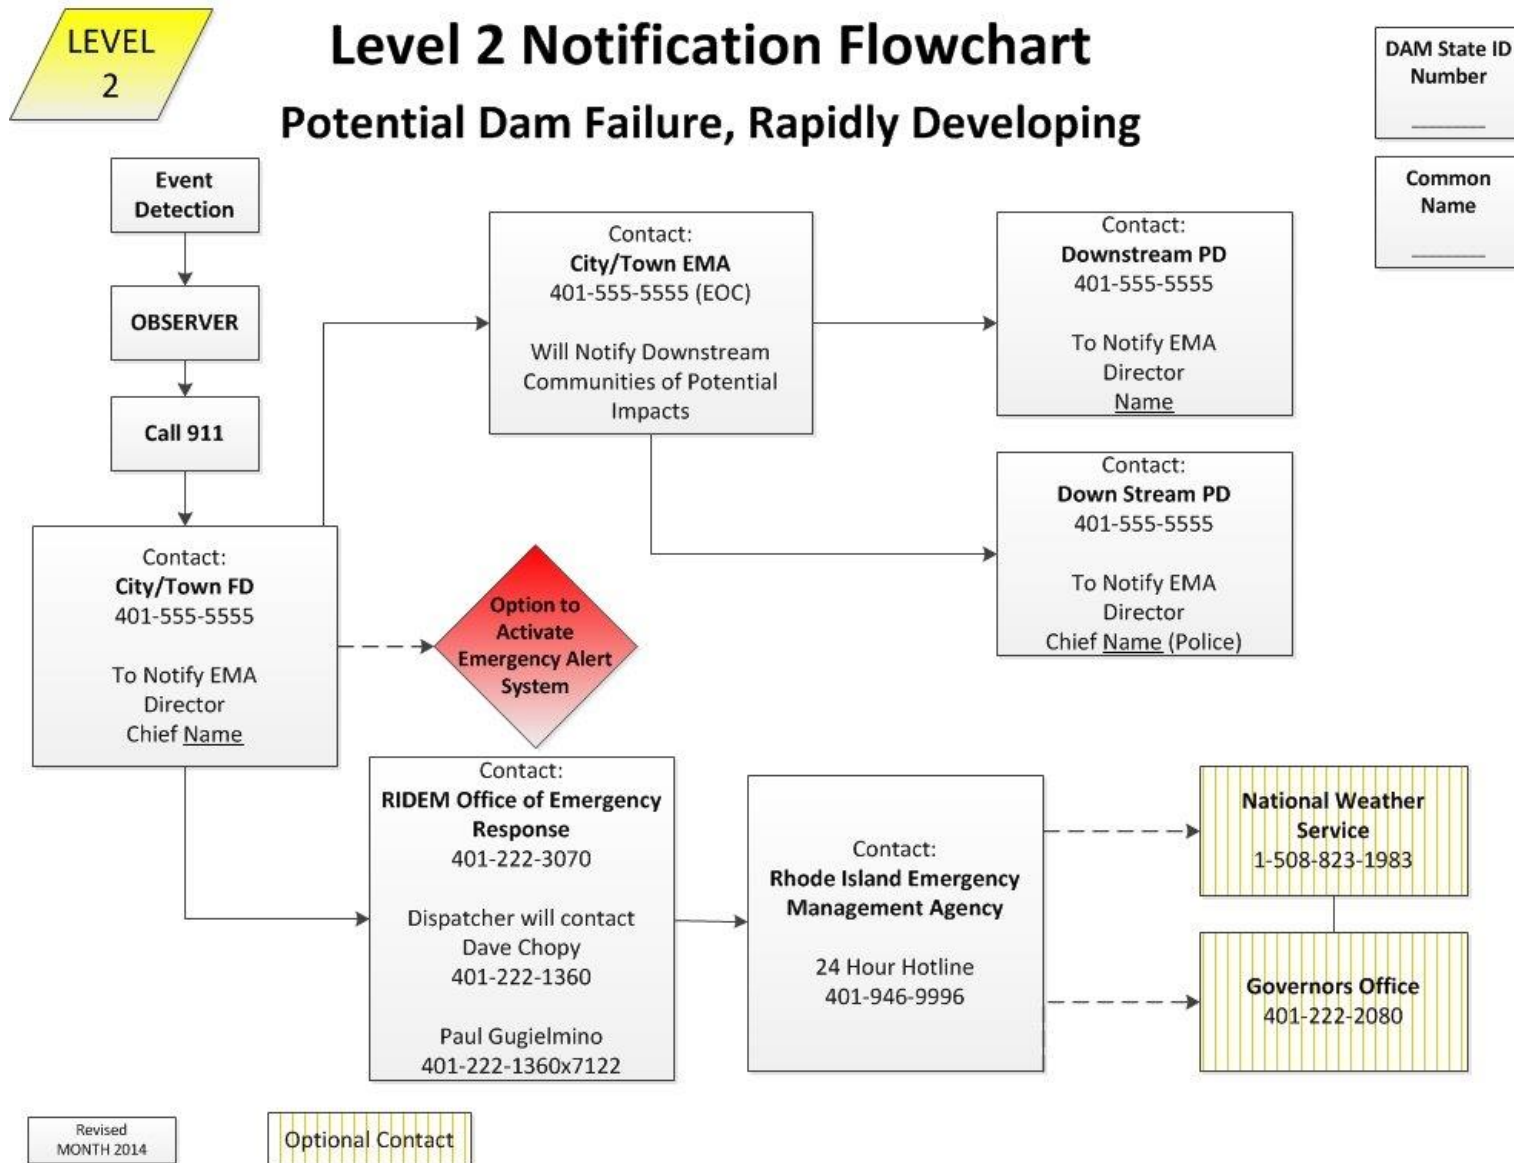 LEVEL
2
Level 2 Notification Flowchart
Potential Dam Failure, Rapidly Developing
DAM State ID
Number
______
Common
Name
______
Event
Detection
OBSERVER
Call 911
Contact:
City/Town FD
401-555-5555
To Notify EMA
Director
Chief Name
Contact:
City/Town EMA
401-555-5555 (EOC)
Will Notify Downstream
Communities of Potential
Impacts
Contact:
Downstream PD
401-555-5555
To Notify EMA
Director
Name
Contact:
Down Stream PD
401-555-5555
To Notify EMA
Director
Chief Name (Police)
Option to
Activate
Emergency Alert
System
Contact:
RIDEM Office of Emergency
Response
401-222-3070
Dispatcher will contact
Dave Chopy
401-222-1360
Paul Gugielmino
401-222-1360x7122
Contact:
Rhode Island Emergency
Management Agency
24 Hour Hotline
401-946-9996
National Weather
Service
1-508-823-1983
Governors Office
401-222-2080
Revised
MONTH 2014
Optional Contact